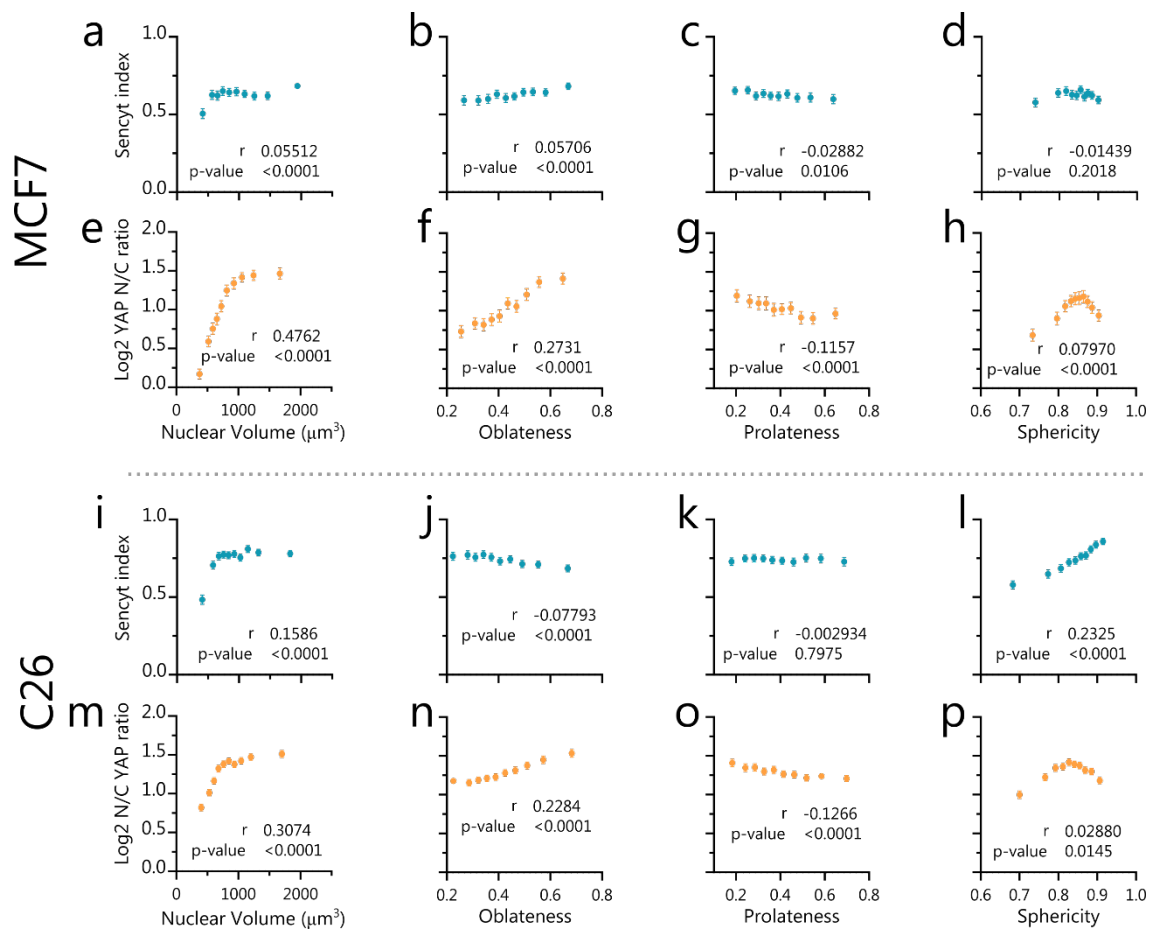 MCF7
a
b
c
d
Sencyt index
1.0
0.5
0.0
r 0.05512
p-value <0.0001
r 0.05706
p-value <0.0001
r -0.02882
p-value 0.0106
r -0.01439
p-value 0.2018
e
f
g
h
Log2 YAP N/C ratio
2.0
1.5
1.0
0.5
0.0
r 0.4762
p-value <0.0001
r 0.2731
p-value <0.0001
r -0.1157
p-value <0.0001
r 0.07970
p-value <0.0001
0 1000 2000
0.2 0.4 0.6 0.8
0.2 0.4 0.6 0.8
0.6 0.7 0.8 0.9 1.0
Nuclear Volume (μm³)
Oblateness
Prolateness
Sphericity
C26
i
j
k
l
Sencyt index
1.0
0.5
0.0
r 0.1586
p-value <0.0001
r -0.07793
p-value <0.0001
r -0.002934
p-value 0.7975
r 0.2325
p-value <0.0001
m
n
o
p
Log2 N/C YAP ratio
2.0
1.5
1.0
0.5
0.0
r 0.3074
p-value <0.0001
r 0.2284
p-value <0.0001
r -0.1266
p-value <0.0001
r 0.02880
p-value 0.0145
0 1000 2000
0.2 0.4 0.6 0.8
0.2 0.4 0.6 0.8
0.6 0.7 0.8 0.9 1.0
Nuclear Volume (μm³)
Oblateness
Prolateness
Sphericity